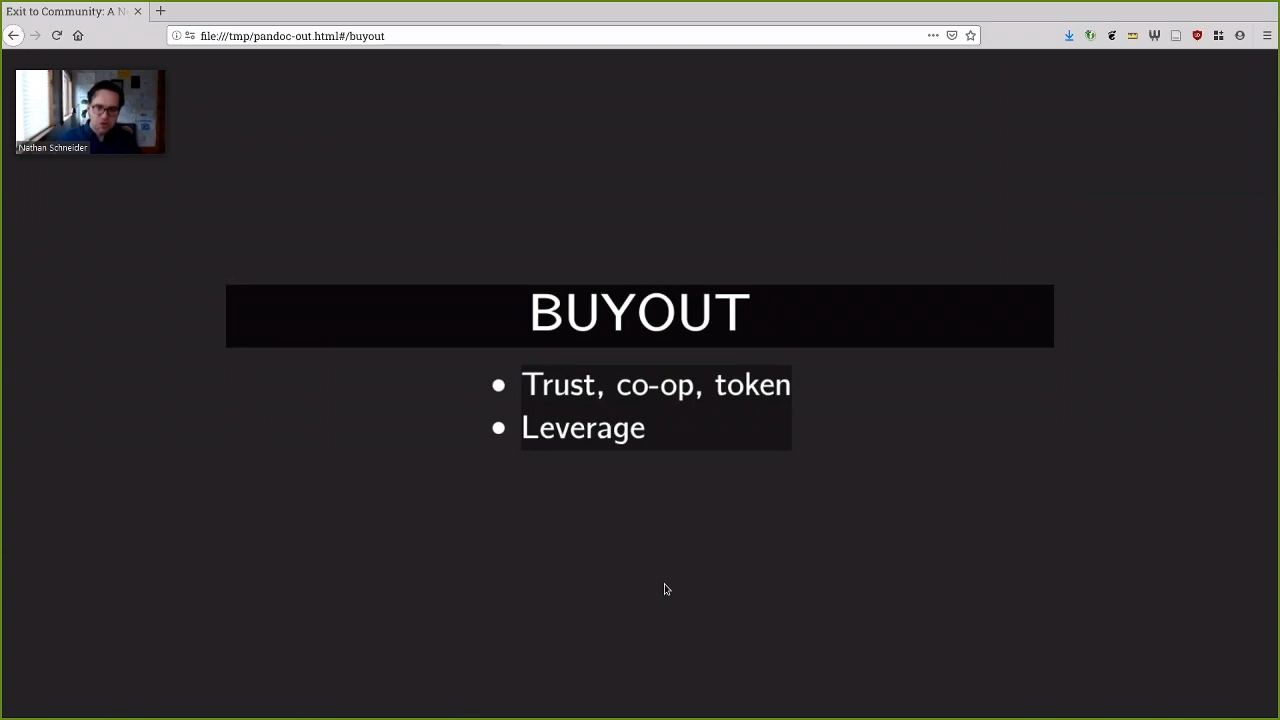 Exit to Community: A N
file:///tmp/pandoc-out.html#/buyout
Nathan Schneider
BUYOUT
• Trust, co-op, token
• Leverage